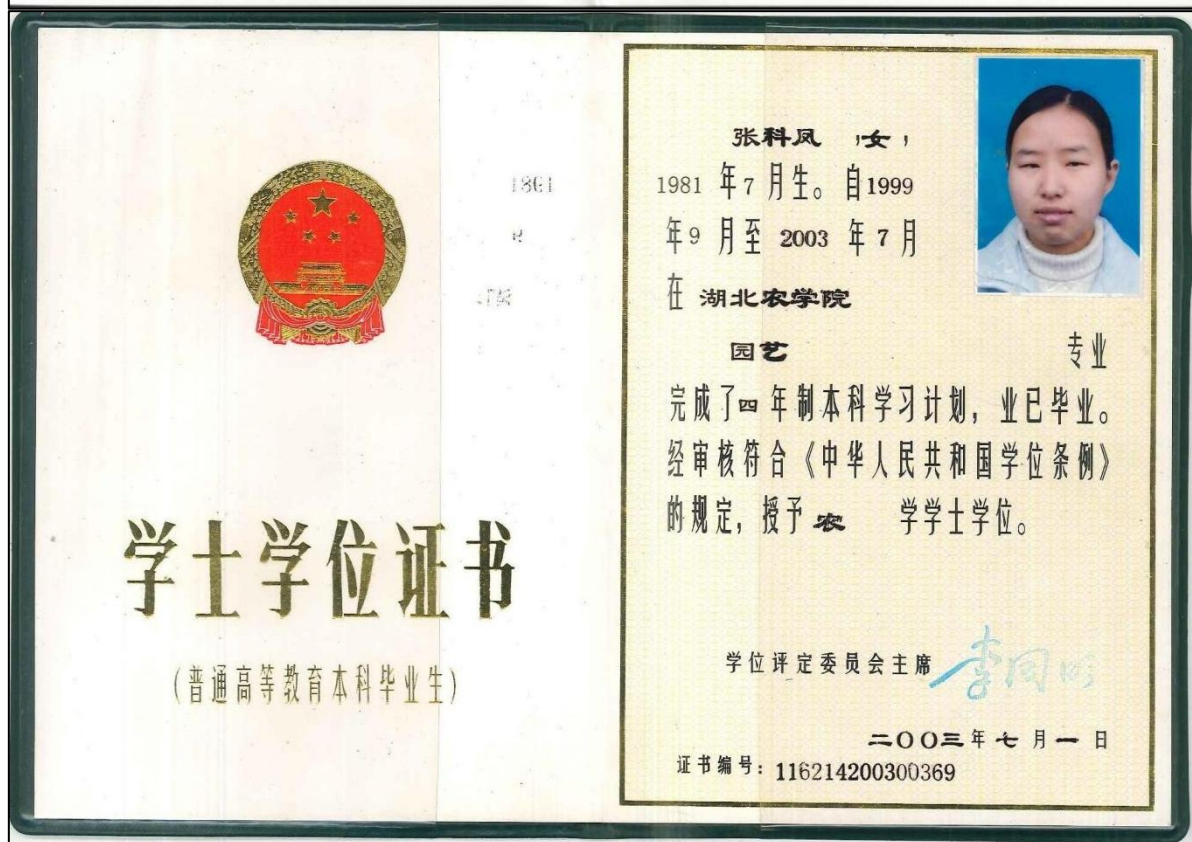 学士学位证书
(普通高等教育本科毕业生)
张科凤 ,女,
1981 年7 月生。自1999
年9 月至 2003 年 7 月
在 湖北农学院
园艺 专业
完成了四年制本科学习计划,业已毕业。
经审核符合《中华人民共和国学位条例》
的规定,授予 农 学学士学位。
学位评定委员会主席
二〇〇三年七月一日
证书编号:116214200300369